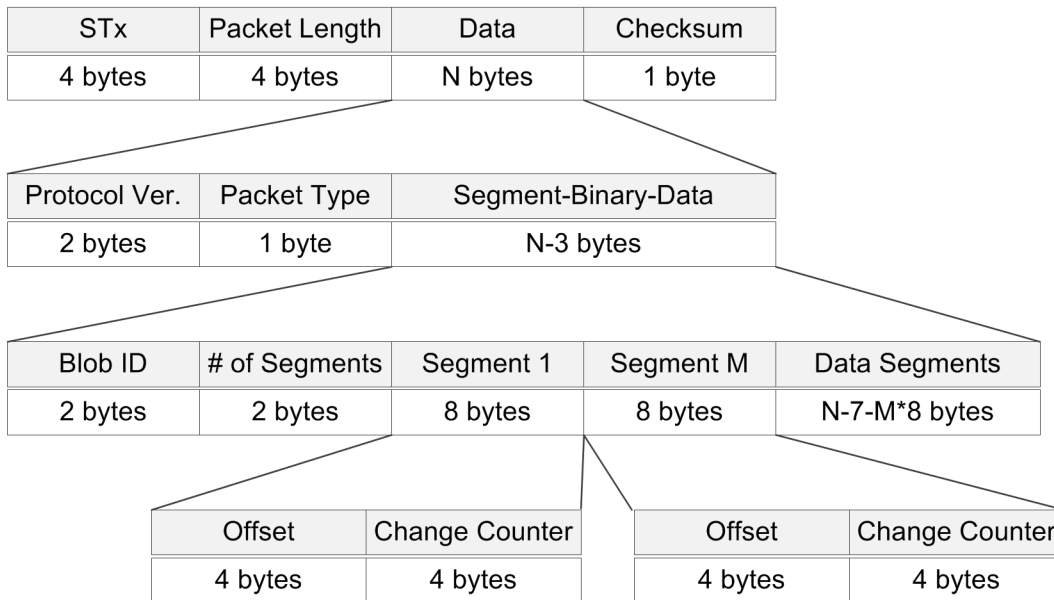 STx Packet Length Data Checksum
4 bytes 4 bytes N bytes 1 byte
Protocol Ver. Packet Type Segment-Binary-Data
2 bytes 1 byte N-3 bytes
Blob ID # of Segments Segment 1 Segment M Data Segments
2 bytes 2 bytes 8 bytes 8 bytes N-7-M*8 bytes
Offset Change Counter Offset Change Counter
4 bytes 4 bytes 4 bytes 4 bytes